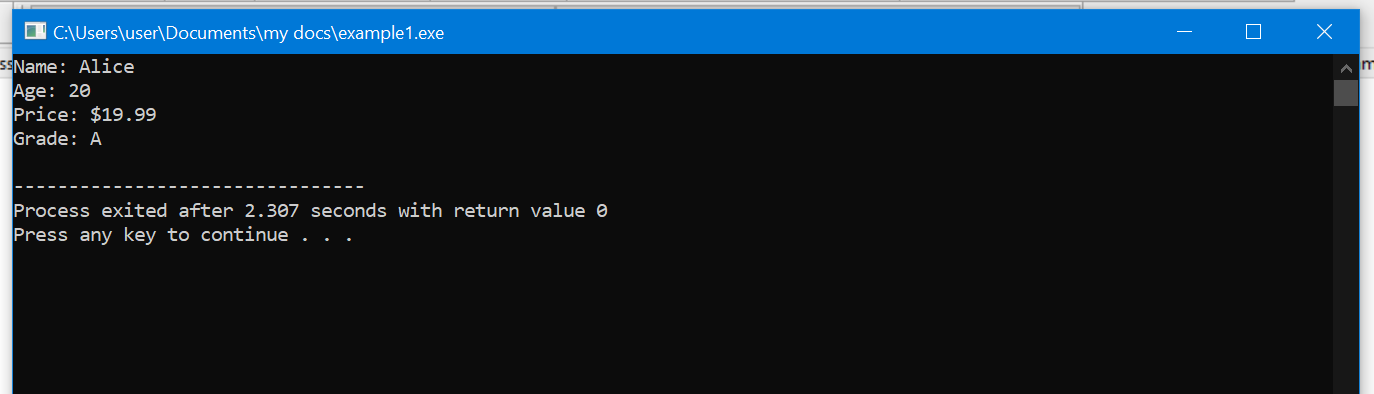 C:\Users\user\Documents\my docs\example1.exe
Name: Alice
Age: 20
Price: $19.99
Grade: A
--------------------------------
Process exited after 2.307 seconds with return value 0
Press any key to continue . . .